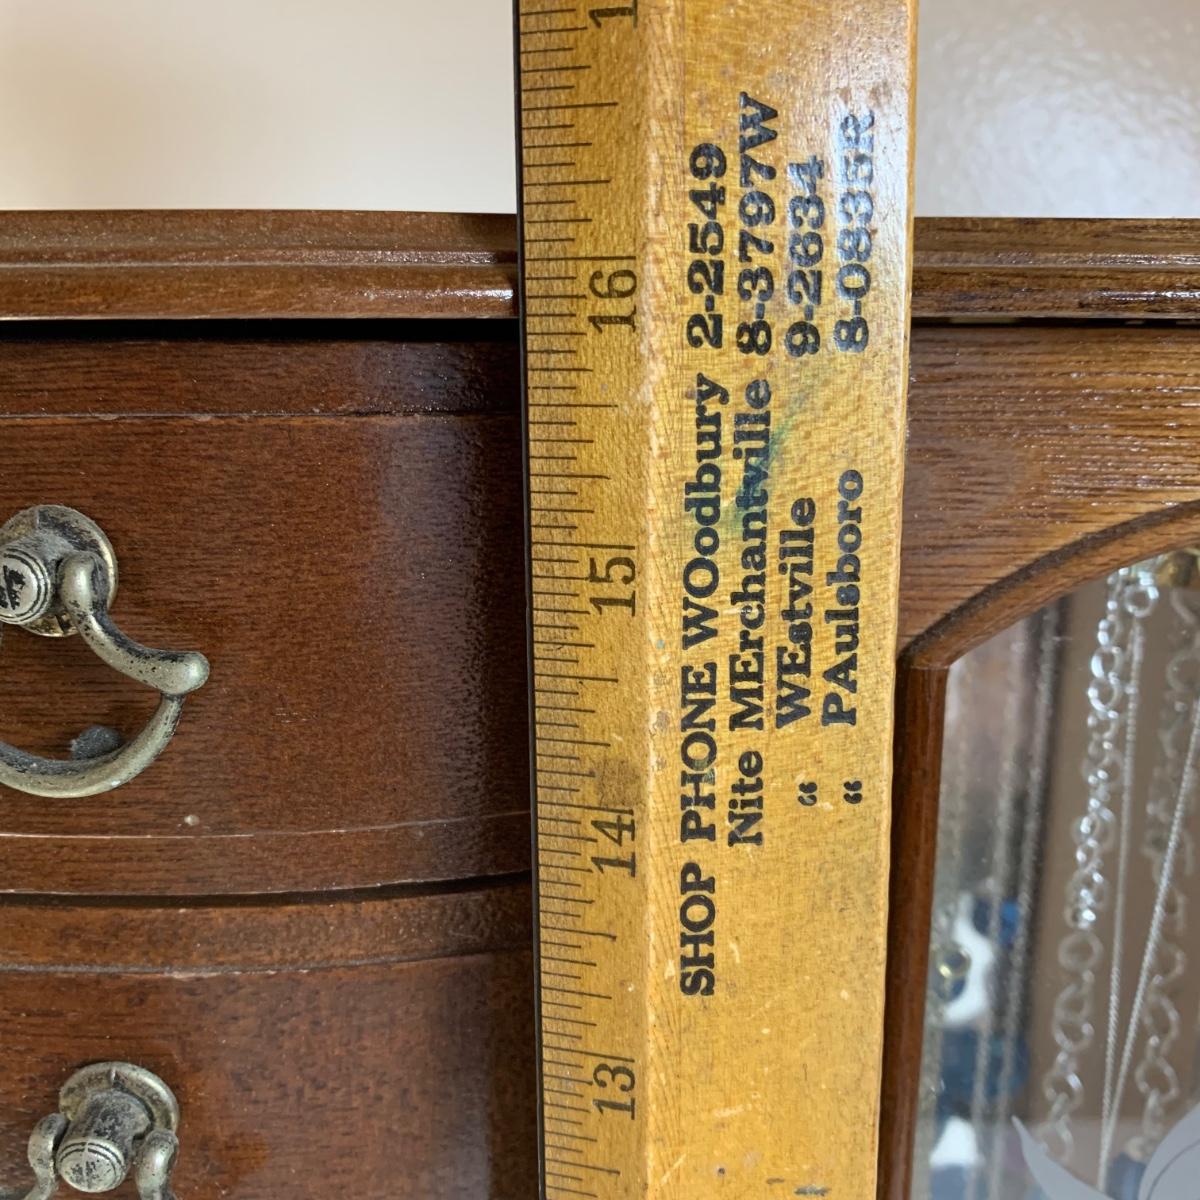 SHOP PHONE WOodbury 2-2549
Nite MErchantville 8-3797W
“ WEstville 9-2634
“ PAulsboro 8-0835R
16
15
14
13